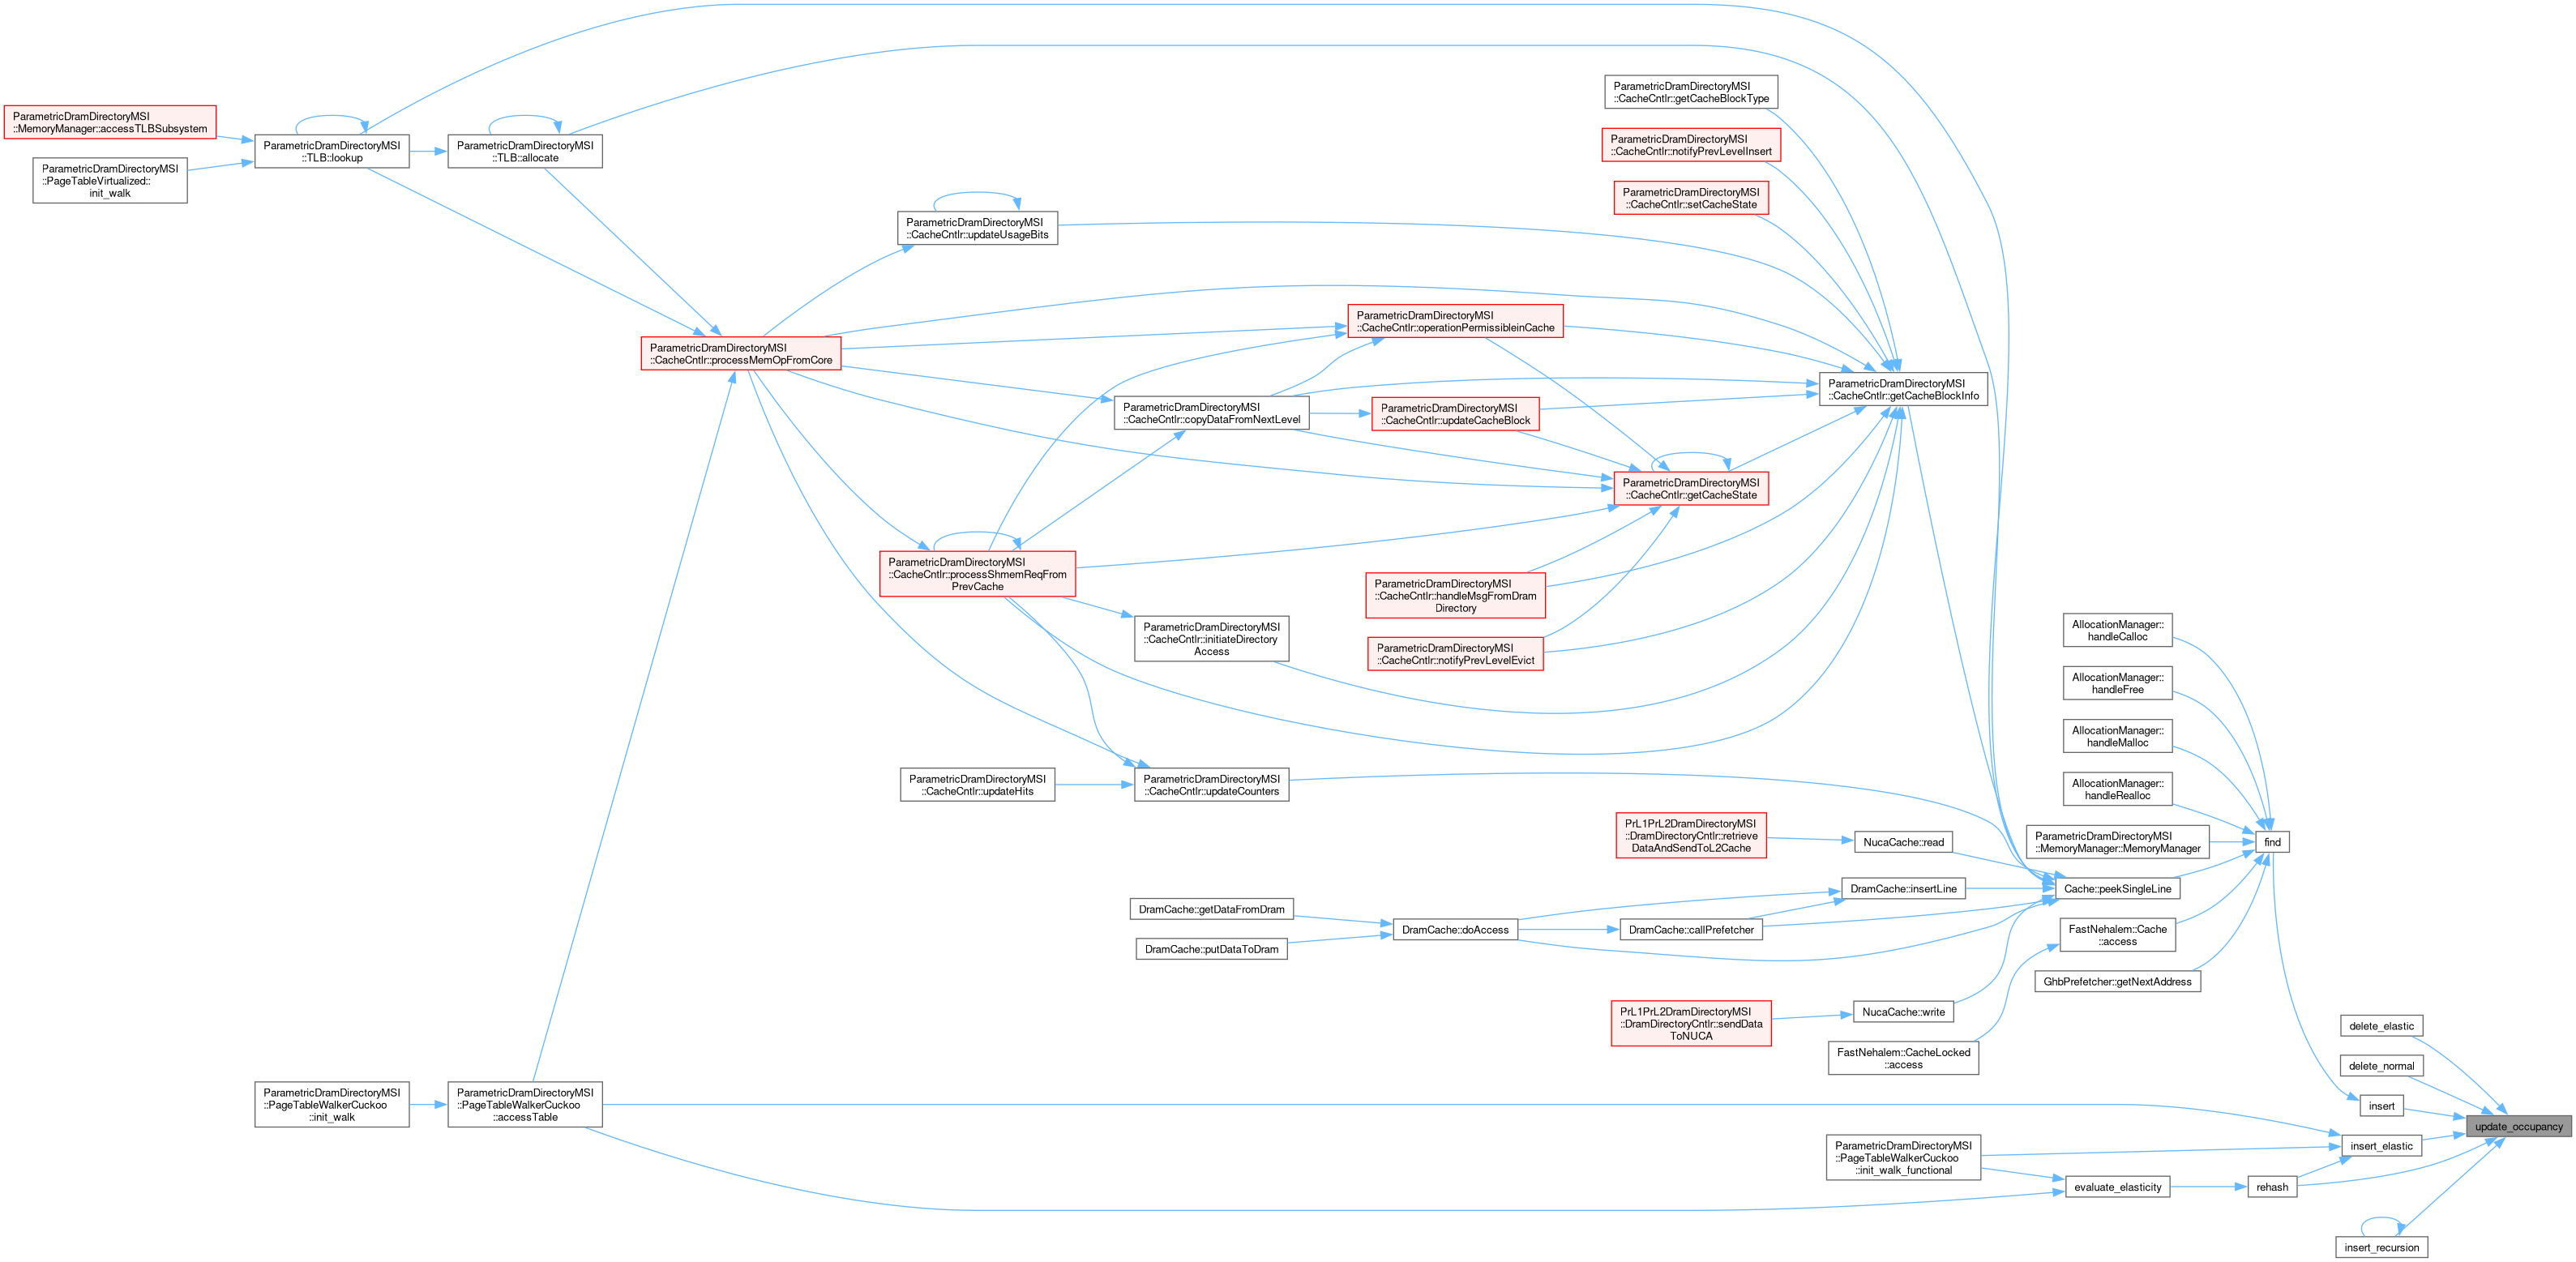 ParametricDramDirectoryMSI
::MemoryManager::accessTLBSubsystem
ParametricDramDirectoryMSI
::PageTableVirtualized::
init_walk
ParametricDramDirectoryMSI
::TLB::lookup
ParametricDramDirectoryMSI
::TLB::allocate
ParametricDramDirectoryMSI
::CacheCntlr::updateUsageBits
ParametricDramDirectoryMSI
::CacheCntlr::processMemOpFromCore
ParametricDramDirectoryMSI
::CacheCntlr::getCacheBlockType
ParametricDramDirectoryMSI
::CacheCntlr::notifyPrevLevelInsert
ParametricDramDirectoryMSI
::CacheCntlr::setCacheState
ParametricDramDirectoryMSI
::CacheCntlr::operationPermissibleinCache
ParametricDramDirectoryMSI
::CacheCntlr::getCacheBlockInfo
ParametricDramDirectoryMSI
::CacheCntlr::copyDataFromNextLevel
ParametricDramDirectoryMSI
::CacheCntlr::updateCacheBlock
ParametricDramDirectoryMSI
::CacheCntlr::getCacheState
ParametricDramDirectoryMSI
::CacheCntlr::processShmemReqFrom
PrevCache
ParametricDramDirectoryMSI
::CacheCntlr::handleMsgFromDram
Directory
ParametricDramDirectoryMSI
::CacheCntlr::initiateDirectory
Access
ParametricDramDirectoryMSI
::CacheCntlr::notifyPrevLevelEvict
ParametricDramDirectoryMSI
::CacheCntlr::updateHits
ParametricDramDirectoryMSI
::CacheCntlr::updateCounters
AllocationManager::
handleCalloc
AllocationManager::
handleFree
AllocationManager::
handleMalloc
AllocationManager::
handleRealloc
ParametricDramDirectoryMSI
::MemoryManager::MemoryManager
find
PrL1PrL2DramDirectoryMSI
::DramDirectoryCntlr::retrieve
DataAndSendToL2Cache
NucaCache::read
DramCache::insertLine
Cache::peekSingleLine
DramCache::getDataFromDram
DramCache::putDataToDram
DramCache::doAccess
DramCache::callPrefetcher
FastNehalem::Cache
::access
GhbPrefetcher::getNextAddress
PrL1PrL2DramDirectoryMSI
::DramDirectoryCntlr::sendData
ToNUCA
NucaCache::write
FastNehalem::CacheLocked
::access
delete_elastic
delete_normal
insert
update_occupancy
insert_elastic
ParametricDramDirectoryMSI
::PageTableWalkerCuckoo
::init_walk
ParametricDramDirectoryMSI
::PageTableWalkerCuckoo
::accessTable
ParametricDramDirectoryMSI
::PageTableWalkerCuckoo
::init_walk_functional
evaluate_elasticity
rehash
insert_recursion